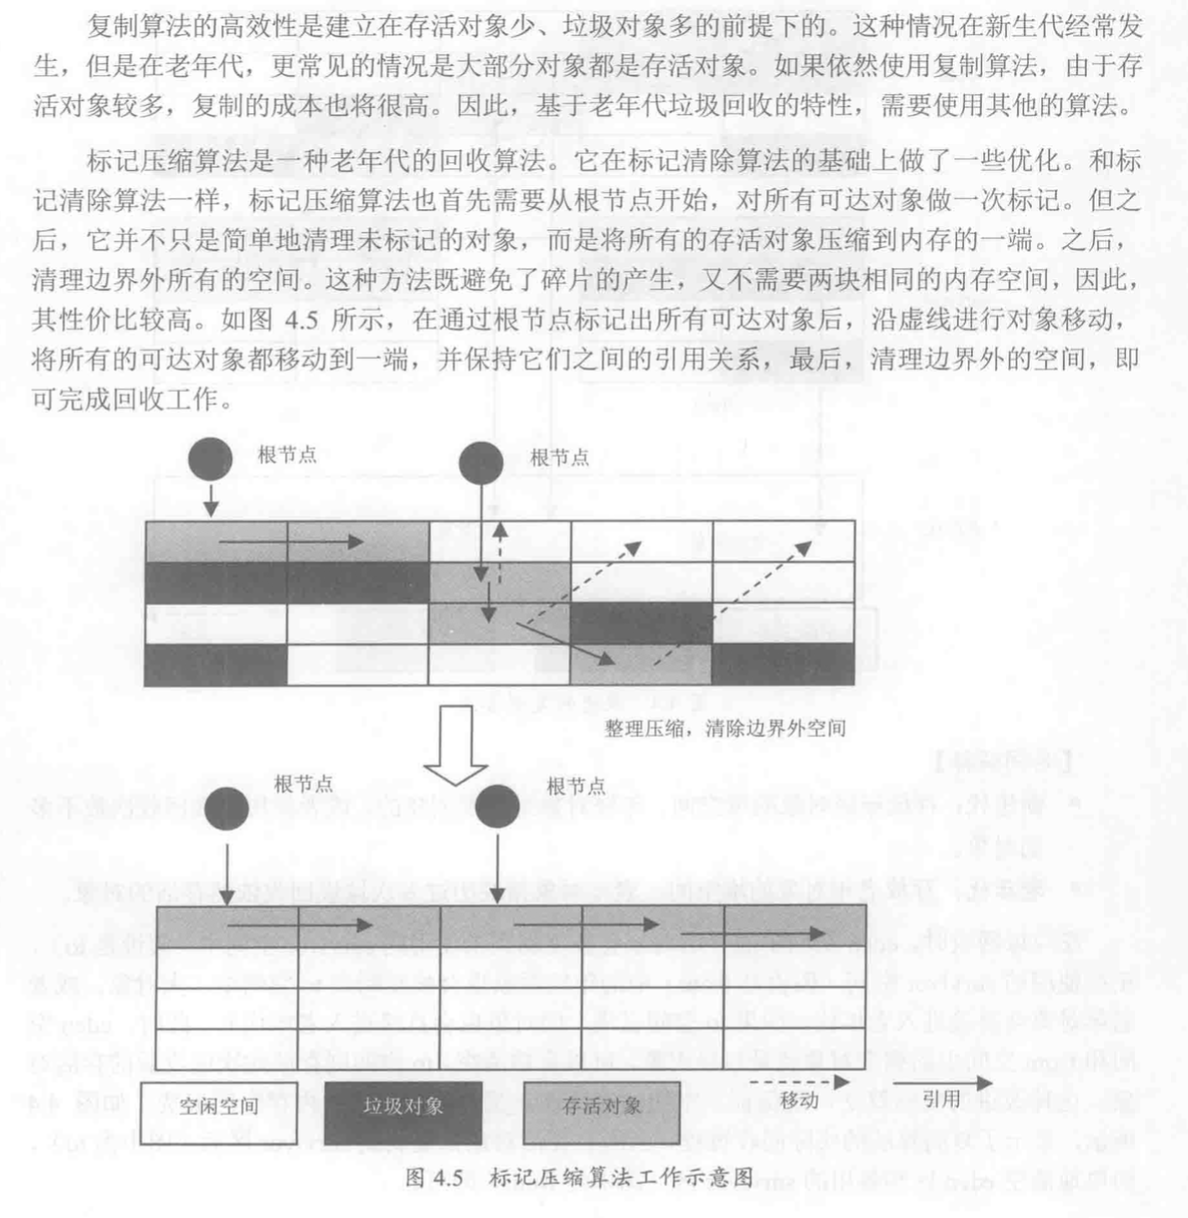 复制算法的高效性是建立在存活对象少、垃圾对象多的前提下的。这种情况在新生代经常发
生，但是在老年代，更常见的情况是大部分对象都是存活对象。如果依然使用复制算法，由于存
活对象较多，复制的成本也将很高。因此，基于老年代垃圾回收的特性，需要使用其他的算法。
标记压缩算法是一种老年代的回收算法。它在标记清除算法的基础上做了一些优化。和标
记清除算法一样，标记压缩算法也首先需要从根节点开始，对所有可达对象做一次标记。但之
后，它并不只是简单地清理未标记的对象，而是将所有的存活对象压缩到内存的一端。之后，
清理边界外所有的空间。这种方法既避免了碎片的产生，又不需要两块相同的内存空间，因此，
其性价比较高。如图 4.5 所示，在通过根节点标记出所有可达对象后，沿虚线进行对象移动，
将所有的可达对象都移动到一端，并保持它们之间的引用关系，最后，清理边界外的空间，即
可完成回收工作。
根节点
根节点
整理压缩，清除边界外空间
根节点
根节点
空闲空间
垃圾对象
存活对象
移动
引用
图 4.5 标记压缩算法工作示意图